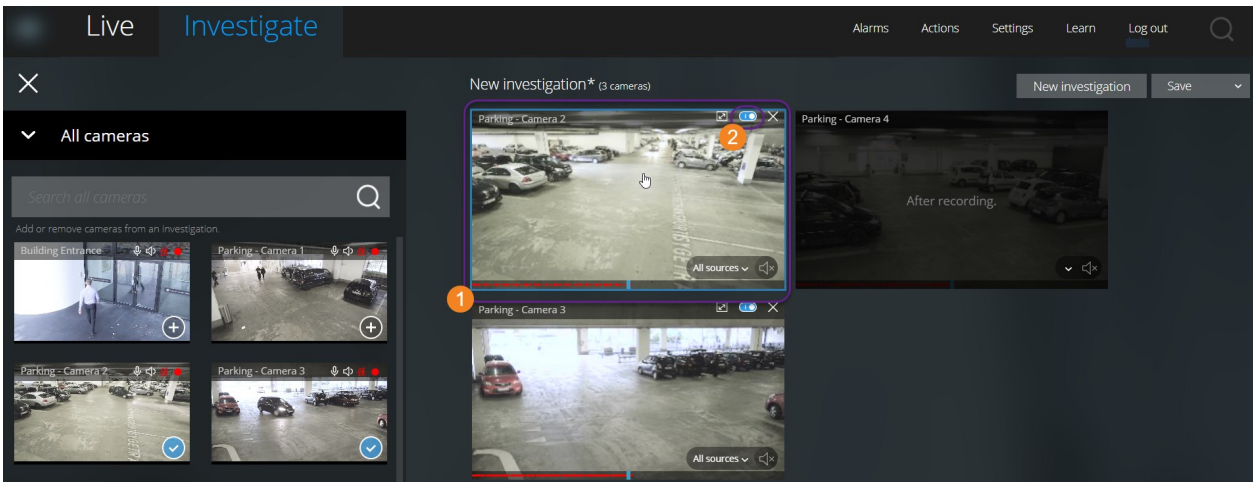 Live Investigate Alarms Actions Settings Learn Log out
New investigation* (3 cameras) New investigation Save
All cameras
Search all cameras
Add or remove cameras from an investigation.
Building Entrance
Parking - Camera 1
Parking - Camera 2
Parking - Camera 3
Parking - Camera 2
2
All sources
1
Parking - Camera 4
After recording.
Parking - Camera 3
All sources